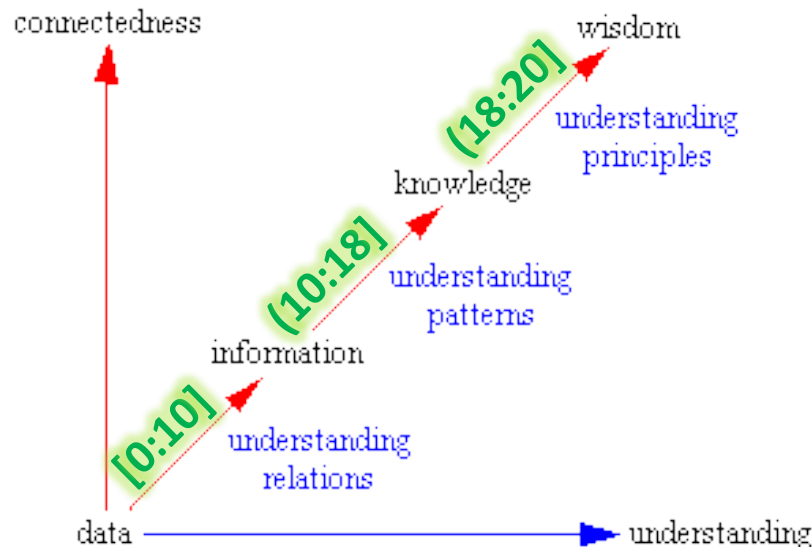 connectedness
wisdom
(18:20]
understanding
principles
knowledge
(10:18]
understanding
patterns
information
[0:10]
understanding
relations
data
understanding